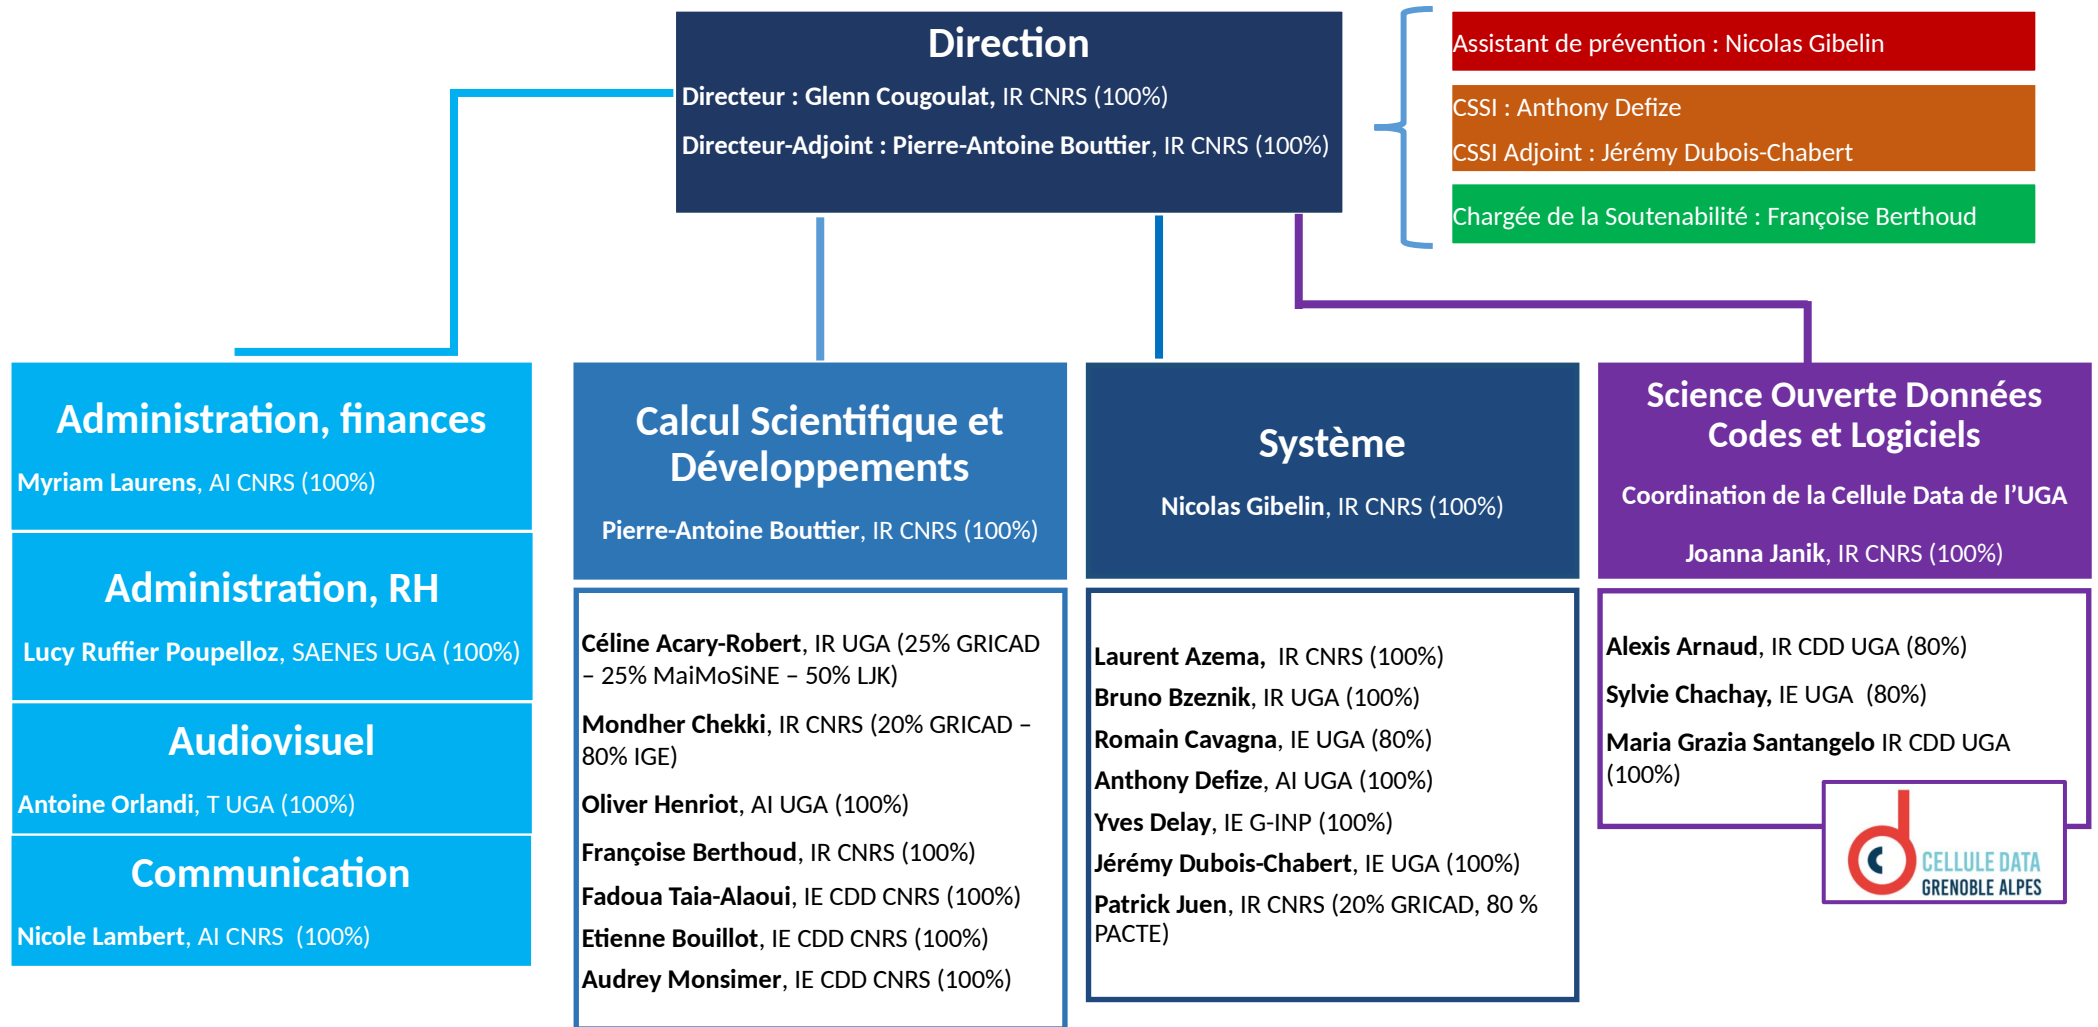 Direction
Directeur : Glenn Cougoulat, IR CNRS (100%)
Directeur-Adjoint : Pierre-Antoine Bouttier, IR CNRS (100%)
Assistant de prévention : Nicolas Gibelin
CSSI : Anthony Defize
CSSI Adjoint : Jérémy Dubois-Chabert
Chargée de la Soutenabilité : Françoise Berthoud
Administration, finances
Myriam Laurens, AI CNRS (100%)
Administration, RH
Lucy Ruffier Poupelloz, SAENES UGA (100%)
Audiovisuel
Antoine Orlandi, T UGA (100%)
Communication
Nicole Lambert, AI CNRS  (100%)
Calcul Scientifique et
Développements
Pierre-Antoine Bouttier, IR CNRS (100%)
Céline Acary-Robert, IR UGA (25% GRICAD
– 25% MaiMoSiNE – 50% LJK)
Mondher Chekki, IR CNRS (20% GRICAD –
80% IGE)
Oliver Henriot, AI UGA (100%)
Françoise Berthoud, IR CNRS (100%)
Fadoua Taia-Alaoui, IE CDD CNRS (100%)
Etienne Bouillot, IE CDD CNRS (100%)
Audrey Monsimer, IE CDD CNRS (100%)
Système
Nicolas Gibelin, IR CNRS (100%)
Laurent Azema,  IR CNRS (100%)
Bruno Bzeznik, IR UGA (100%)
Romain Cavagna, IE UGA (80%)
Anthony Defize, AI UGA (100%)
Yves Delay, IE G-INP (100%)
Jérémy Dubois-Chabert, IE UGA (100%)
Patrick Juen, IR CNRS (20% GRICAD, 80 %
PACTE)
Science Ouverte Données
Codes et Logiciels
Coordination de la Cellule Data de l’UGA
Joanna Janik, IR CNRS (100%)
Alexis Arnaud, IR CDD UGA (80%)
Sylvie Chachay, IE UGA  (80%)
Maria Grazia Santangelo IR CDD UGA
(100%)
CELLULE DATA
GRENOBLE ALPES